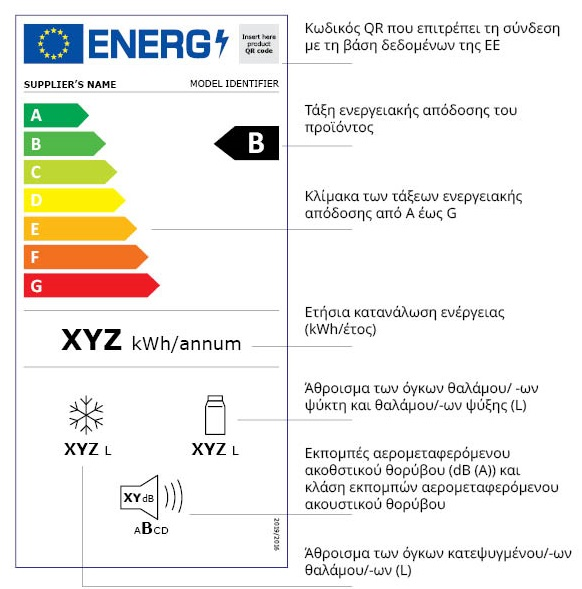 ENERG
Insert here
product
QR code
SUPPLIER'S NAME
MODEL IDENTIFIER
A
B
C
D
E
F
G
B
XYZ kWh/annum
XYZ L
XYZ L
XY dB
ABCD
2019/2016
Κωδικός QR που επιτρέπει τη σύνδεση
με τη βάση δεδομένων της ΕΕ
Τάξη ενεργειακής απόδοσης του
προϊόντος
Κλίμακα των τάξεων ενεργειακής
απόδοσης από A έως G
Ετήσια κατανάλωση ενέργειας
(kWh/έτος)
Άθροισμα των όγκων θαλάμου/ -ων
ψύκτη και θαλάμου/-ων ψύξης (L)
Εκπομπές αερομεταφερόμενου
ακοθστικού θορύβου (dB (A)) και
κλάση εκπομπών αερομεταφερόμενου
ακουστικού θορύβου
Άθροισμα των όγκων κατεψυγμένου/-ων
θαλάμου/-ων (L)